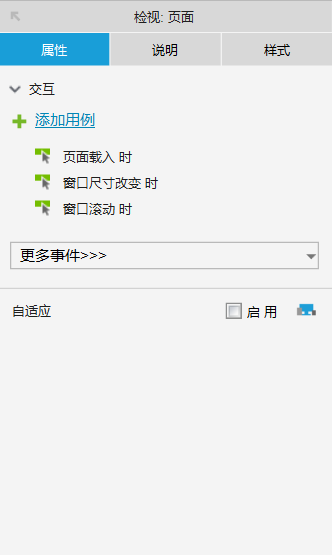 检视: 页面
属性 说明 样式
交互
添加用例
页面载入 时
窗口尺寸改变 时
窗口滚动 时
更多事件>>>
自适应 启 用